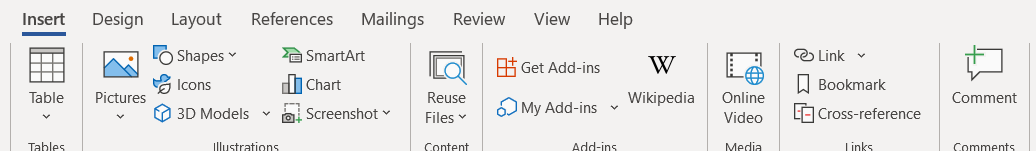 Insert Design Layout References Mailings Review View Help
Table
Tables
Pictures
Shapes
Icons
3D Models
SmartArt
Chart
Screenshot
Illustrations
Reuse
Files
Content
Get Add-ins
My Add-ins
W
Wikipedia
Add-ins
Online
Video
Media
Link
Bookmark
Cross-reference
Links
Comment
Comments